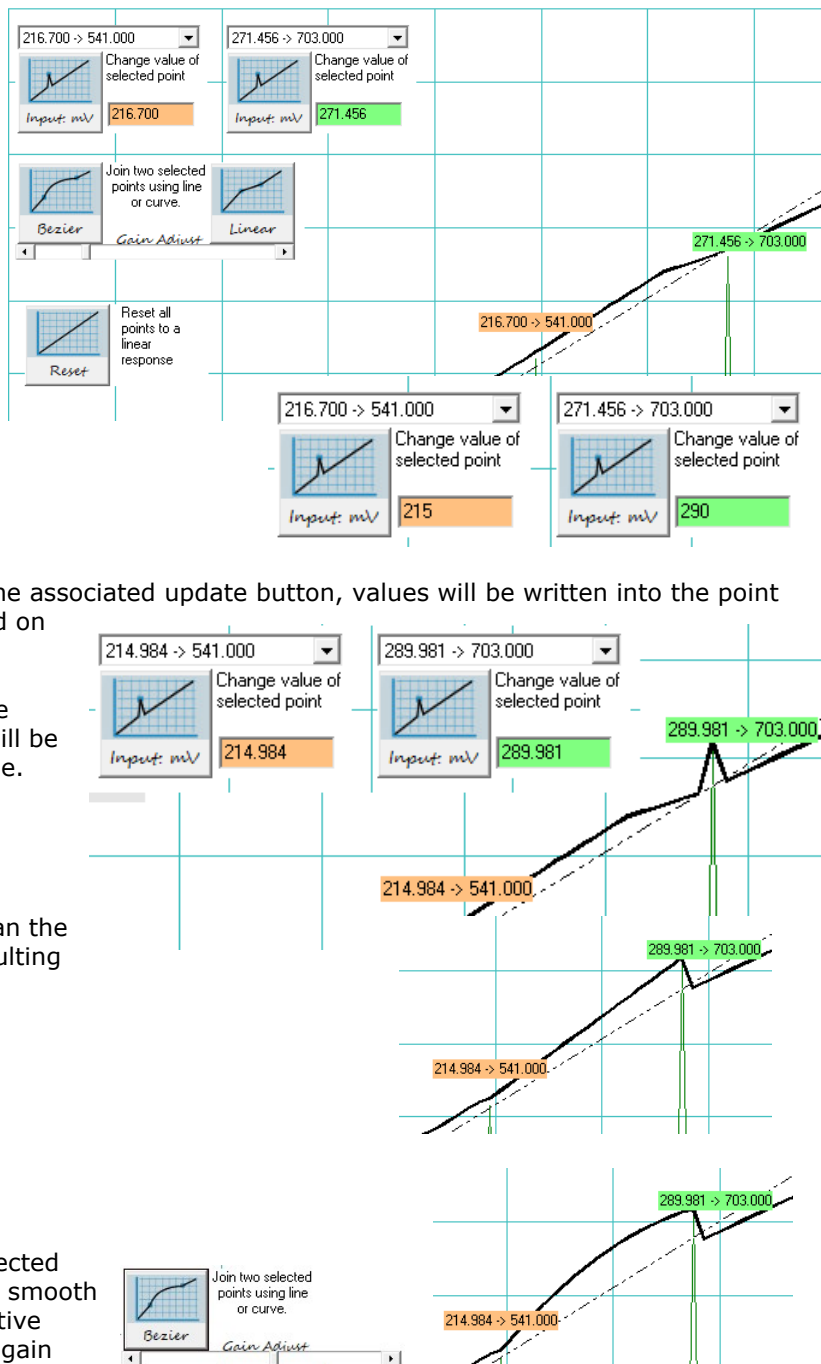 216.700 -> 541.000
271.456 -> 703.000
Change value of
selected point
Change value of
selected point
216.700
271.456
Input: mV
Input: mV
Join two selected
points using line
or curve.
Bezier
Gain Adjust
Linear
271.456 -> 703.000
216.700 -> 541.000
Reset all
points to a
linear
response
Reset
216.700 -> 541.000
271.456 -> 703.000
Change value of
selected point
Change value of
selected point
215
290
Input: mV
Input: mV
associated update button, values will be written into the point
on
214.984 -> 541.000
289.981 -> 703.000
Change value of
selected point
Change value of
selected point
214.984
289.981
Input: mV
Input: mV
ill be
e.
289.981 -> 703.000
214.984 -> 541.000
an the
ulting
289.981 -> 703.000
214.984 -> 541.000
289.981 -> 703.000
214.984 -> 541.000
ected
smooth
tive
gain
Join two selected
points using line
or curve.
Bezier
Gain Adjust